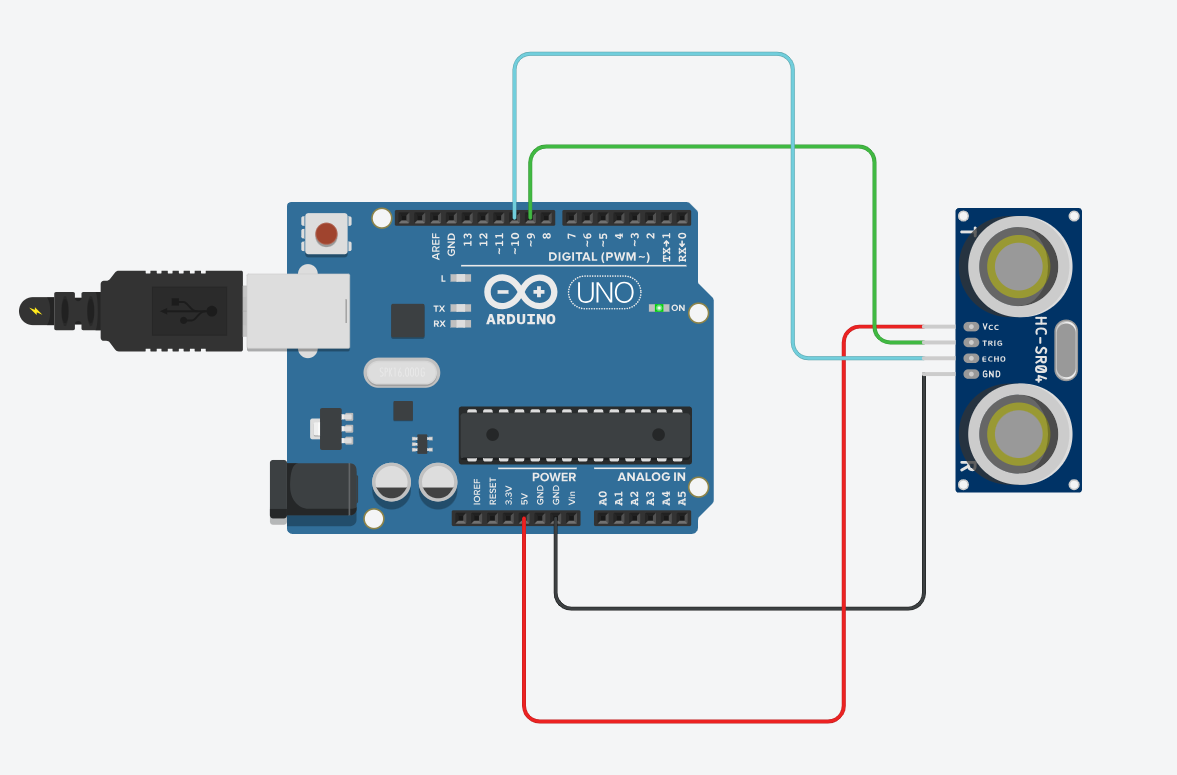 AREF
GND
13
12
~11
~10
~9
8
7
~6
~5
4
~3
2
TX→1
RX←0
DIGITAL (PWM~)
L
TX
RX
ARDUINO
UNO
ON
POWER
ANALOG IN
IOREF
RESET
3.3V
5V
GND
GND
Vin
A0
A1
A2
A3
A4
A5
T
VCC
TRIG
ECHO
GND
HC-SR04
R